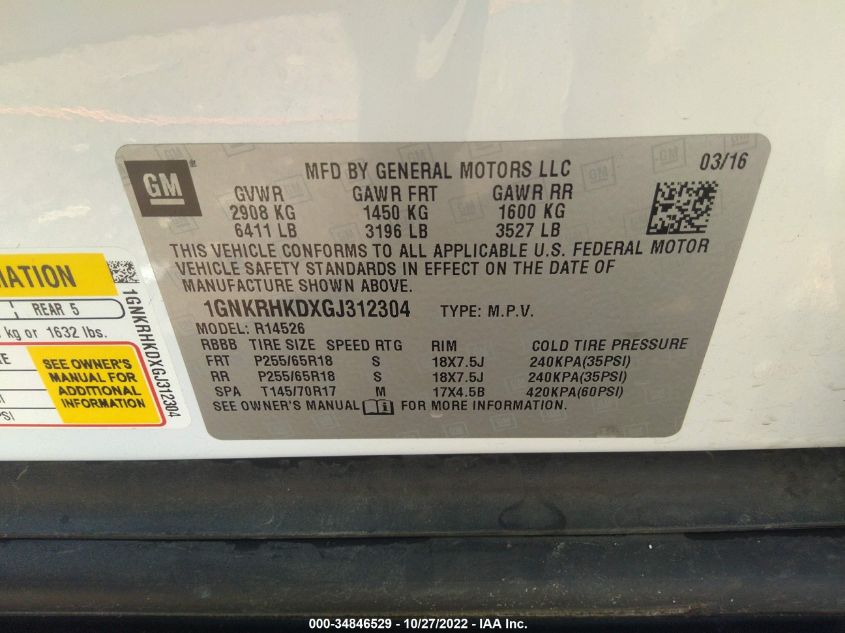 GM
MFD BY GENERAL MOTORS LLC
03/16
GVWR GAWR FRT GAWR RR
2908 KG 1450 KG 1600 KG
6411 LB 3196 LB 3527 LB
THIS VEHICLE CONFORMS TO ALL APPLICABLE U.S. FEDERAL MOTOR
VEHICLE SAFETY STANDARDS IN EFFECT ON THE DATE OF
MANUFACTURE SHOWN ABOVE.
1GNKRHKDXGJ312304 TYPE: M.P.V.
MODEL: R14526
RBBB TIRE SIZE SPEED RTG RIM COLD TIRE PRESSURE
FRT P255/65R18 S 18X7.5J 240KPA(35PSI)
RR P255/65R18 S 18X7.5J 240KPA(35PSI)
SPA T145/70R17 M 17X4.5B 420KPA(60PSI)
SEE OWNER'S MANUAL FOR MORE INFORMATION.
MATION
REAR 5
kg or 1632 lbs.
SEE OWNER'S
MANUAL FOR
ADDITIONAL
INFORMATION
1GNKRHKDXGJ312304
000-34846529 / 10/27/2022 - IAA Inc.